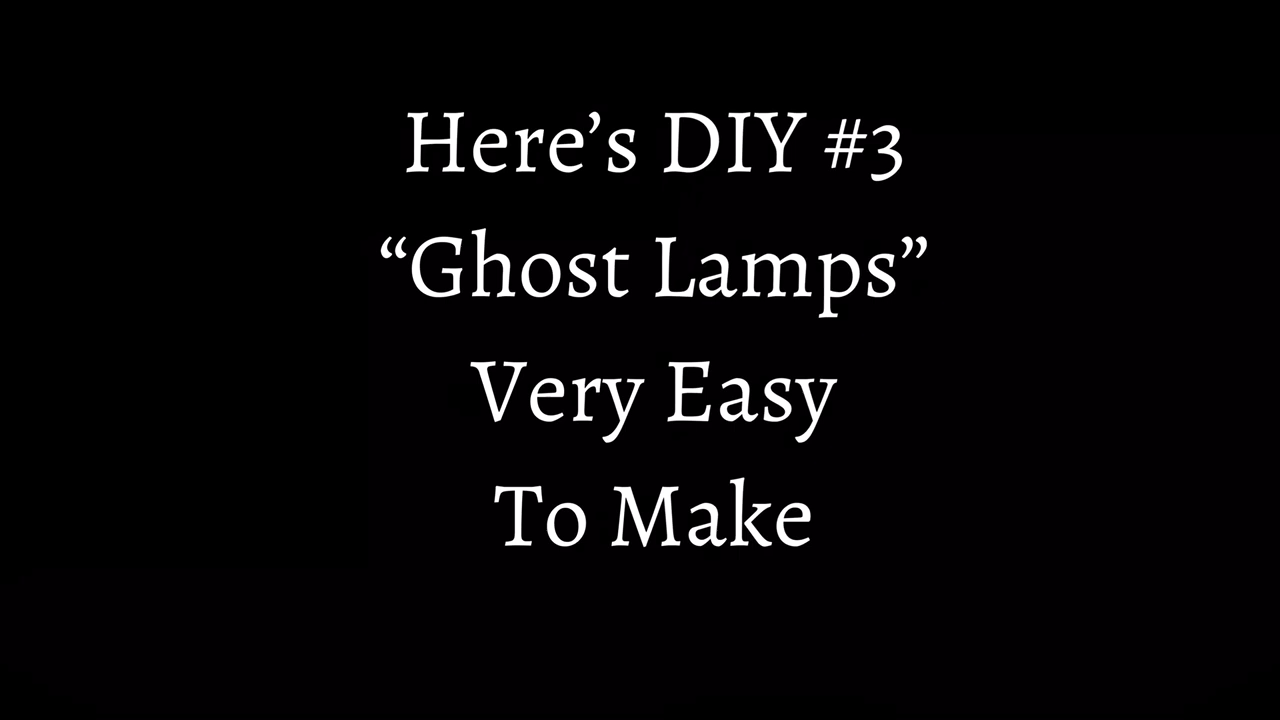 Here’s DIY #3
“Ghost Lamps”
Very Easy
To Make